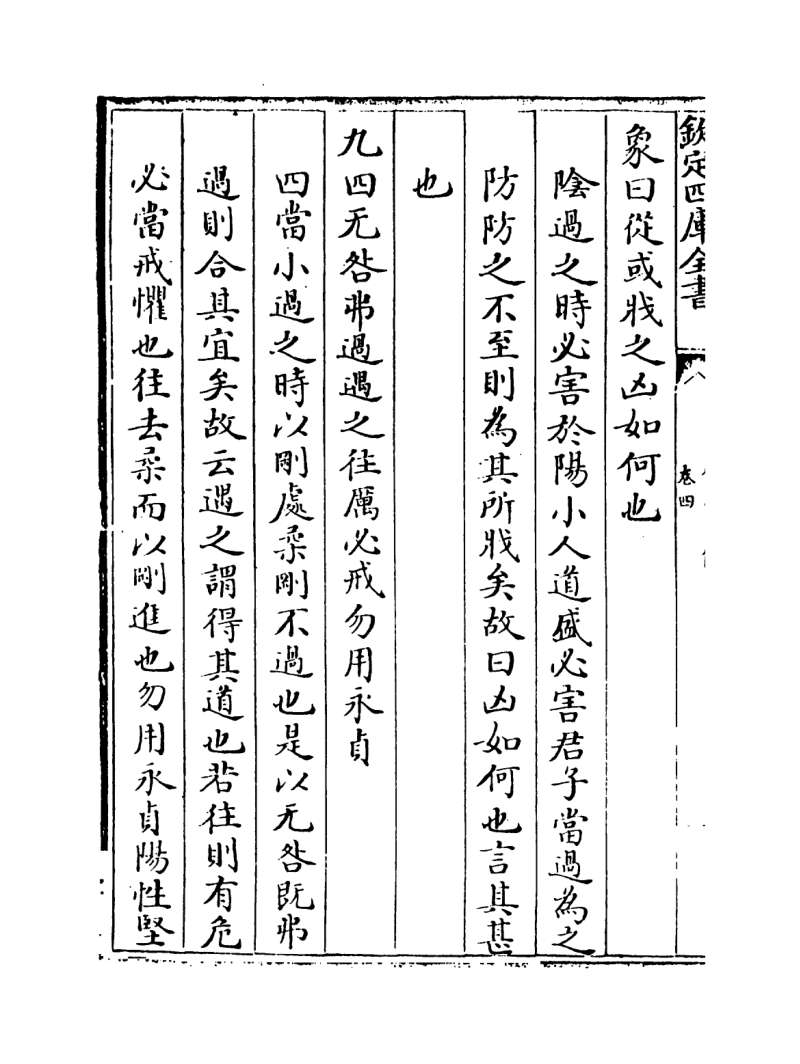 欽定四庫全書
卷四
象曰從或戕之凶如何也
陰過之時必害於陽小人道盛必害君子當過為之
防防之不至則為其所戕矣故曰凶如何也言其甚
也
九四无咎弗過遇之往厲必戒勿用永貞
四當小過之時以剛處柔剛不過也是以无咎既弗
過則合其宜矣故云遇之謂得其道也若往則有危
必當戒懼也往去柔而以剛進也勿用永貞陽性堅